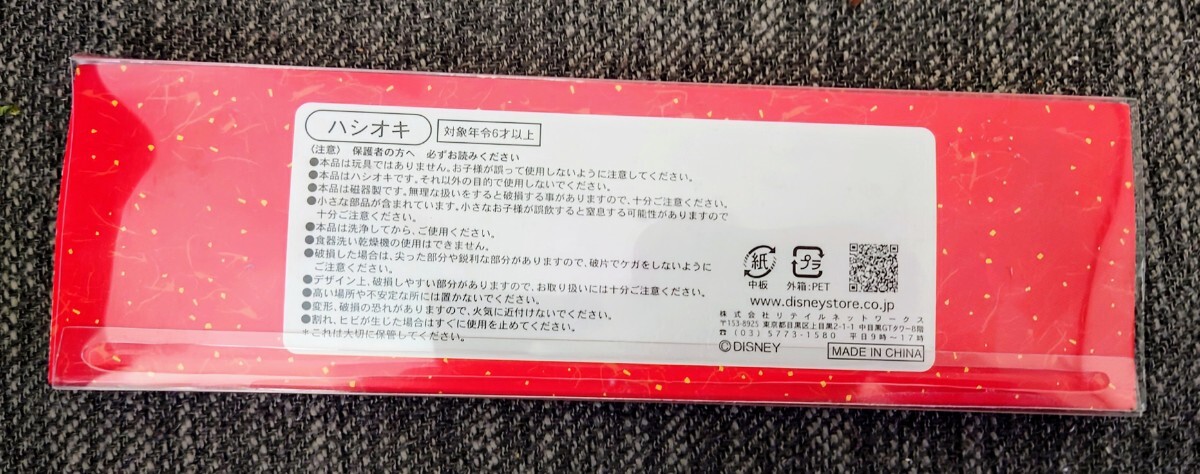 ハシオキ
対象年令6才以上
〈注意〉 保護者の方へ 必ずお読みください
●本品は玩具ではありません。お子様が誤って使用しないように注意してください。
●本品はハシオキです。それ以外の目的で使用しないでください。
●本品は磁器製です。無理な扱いをすると破損する事がありますので、十分ご注意ください。
●小さな部品が含まれています。小さなお子様が誤飲すると窒息する可能性がありますので
十分ご注意ください。
●本品は洗浄してから、ご使用ください。
●食器洗い乾燥機の使用はできません。
●破損した場合は、尖った部分や鋭利な部分がありますので、破片でケガをしないように
ご注意ください。
●デザイン上、破損しやすい部分がありますので、お取り扱いには十分ご注意ください。
●高い場所や不安定な所には置かないでください。
●変形、破損の恐れがありますので、火気に近付けないでください。
●割れ、ヒビが生じた場合はすぐに使用を止めてください。
＊これは大切に保管してください。
紙
中板
プラ
外箱:PET
www.disneystore.co.jp
株式会社リテイルネットワークス
〒153-8925 東京都目黒区上目黒2-1-1 中目黒GTタワー8階
☎(03)5773-1580 平日9時〜17時
©DISNEY
MADE IN CHINA